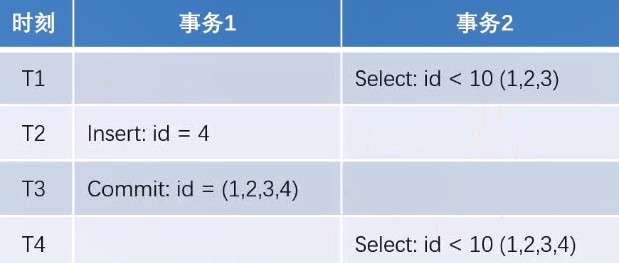 时刻 事务1 事务2
T1 Select: id < 10 (1,2,3)
T2 Insert: id = 4
T3 Commit: id = (1,2,3,4)
T4 Select: id < 10 (1,2,3,4)